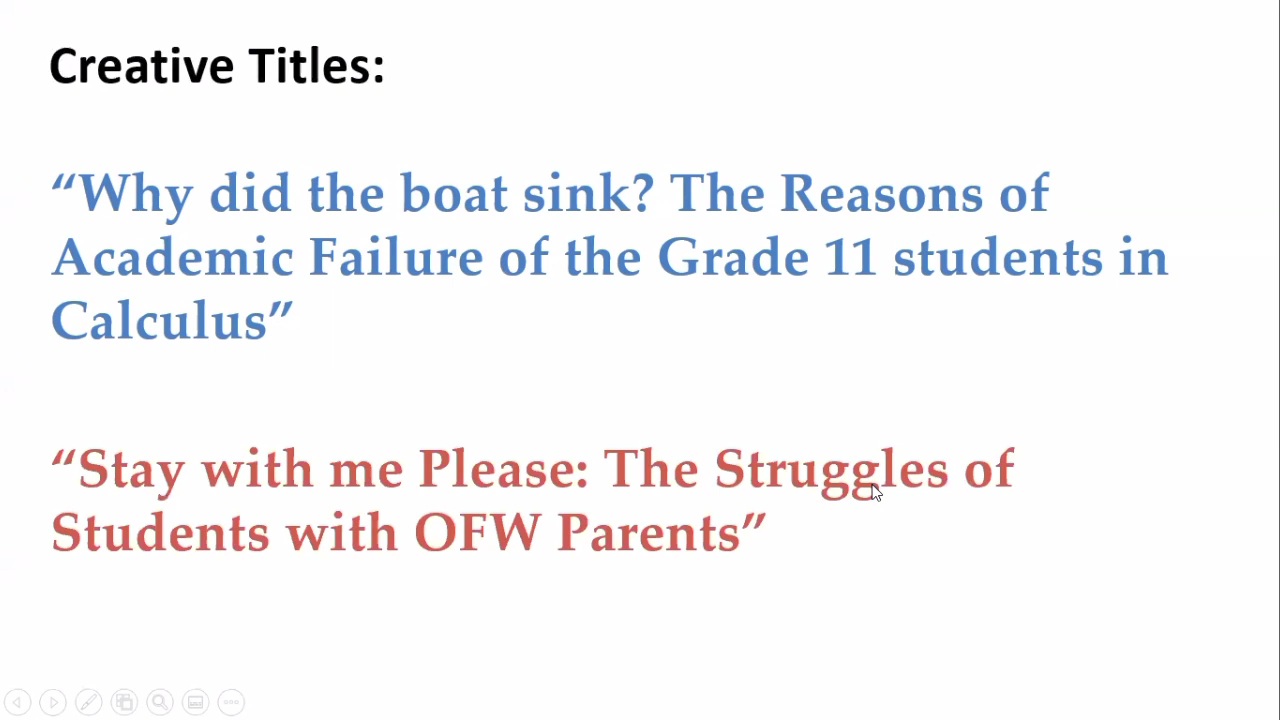 Creative Titles:
“Why did the boat sink? The Reasons of
Academic Failure of the Grade 11 students in
Calculus”
“Stay with me Please: The Struggles of
Students with OFW Parents”